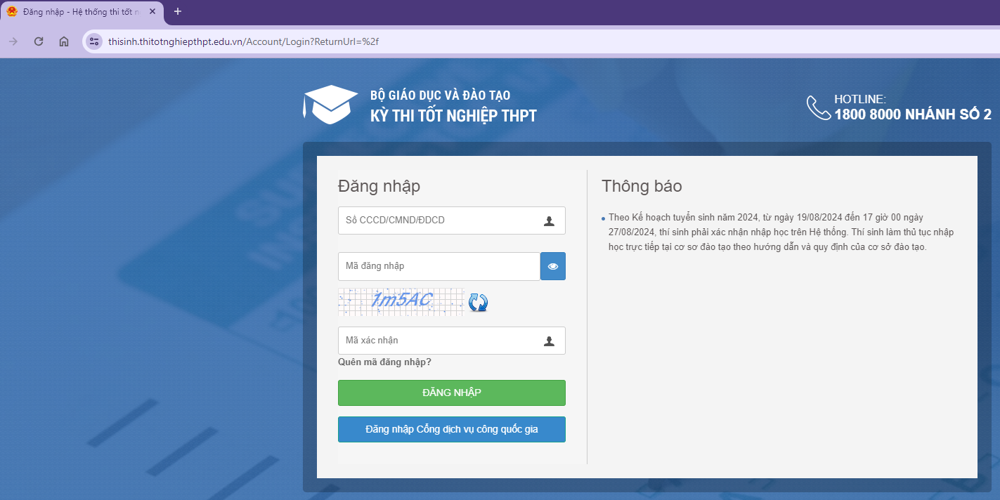 Đăng nhập - Hệ thống thi tốt n
thisinh.thitotnghiepthpt.edu.vn/Account/Login?ReturnUrl=%2f
BỘ GIÁO DỤC VÀ ĐÀO TẠO
KỲ THI TỐT NGHIỆP THPT
HOTLINE:
1800 8000 NHÁNH SỐ 2
Đăng nhập
Số CCCD/CMND/ĐDCD
Mã đăng nhập
1m5AC
Mã xác nhận
Quên mã đăng nhập?
ĐĂNG NHẬP
Đăng nhập Cổng dịch vụ công quốc gia
Thông báo
Theo Kế hoạch tuyển sinh năm 2024, từ ngày 19/08/2024 đến 17 giờ 00 ngày
27/08/2024, thí sinh phải xác nhận nhập học trên Hệ thống. Thí sinh làm thủ tục nhập
học trực tiếp tại cơ sơ đào tạo theo hướng dẫn và quy định của cơ sở đào tạo.